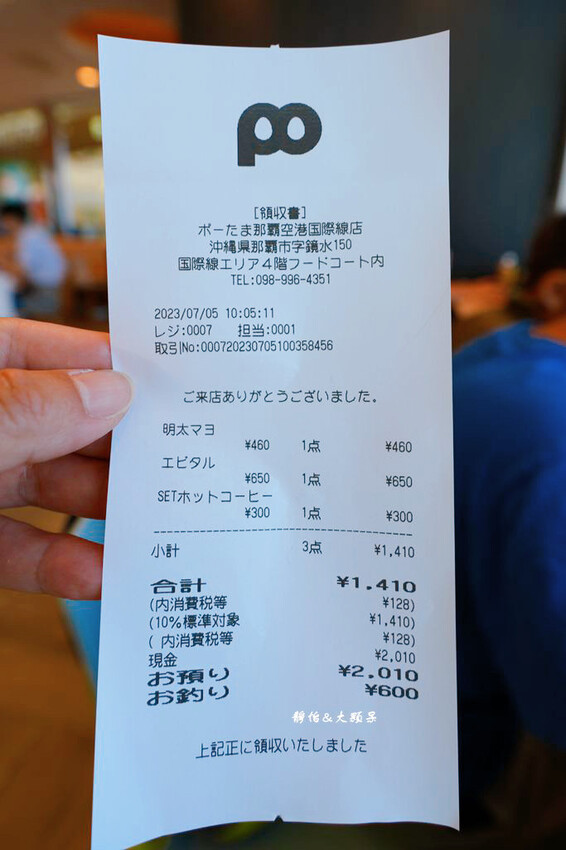 po
[領収書]
ポーたま那覇空港国際線店
沖縄県那覇市字鏡水150
国際線エリア４階フードコート内
TEL:098-996-4351
2023/07/05 10:05:11
レジ:0007 担当:0001
取引No:000720230705100358456
ご来店ありがとうございました。
明太マヨ
¥460 1点 ¥460
エビタル
¥650 1点 ¥650
SETホットコーヒー
¥300 1点 ¥300
小計 3点 ¥1,410
合計 ¥1,410
(内消費税等 ¥128)
(10%標準対象 ¥1,410)
( 内消費税等 ¥128)
現金 ¥2,010
お預り ¥2,010
お釣り ¥600
靜怡&大顆呆
上記正に領収いたしました